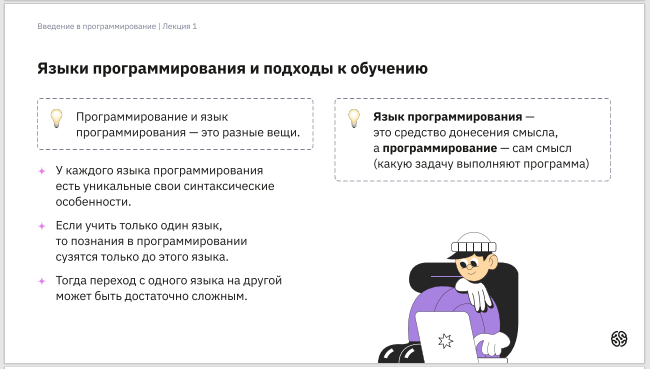 Введение в программирование | Лекция 1
Языки программирования и подходы к обучению
Программирование и язык
программирования — это разные вещи.
У каждого языка программирования
есть уникальные свои синтаксические
особенности.
Если учить только один язык,
то познания в программировании
сузятся только до этого языка.
Тогда переход с одного языка на другой
может быть достаточно сложным.
Язык программирования —
это средство донесения смысла,
а программирование — сам смысл
(какую задачу выполняют программа)